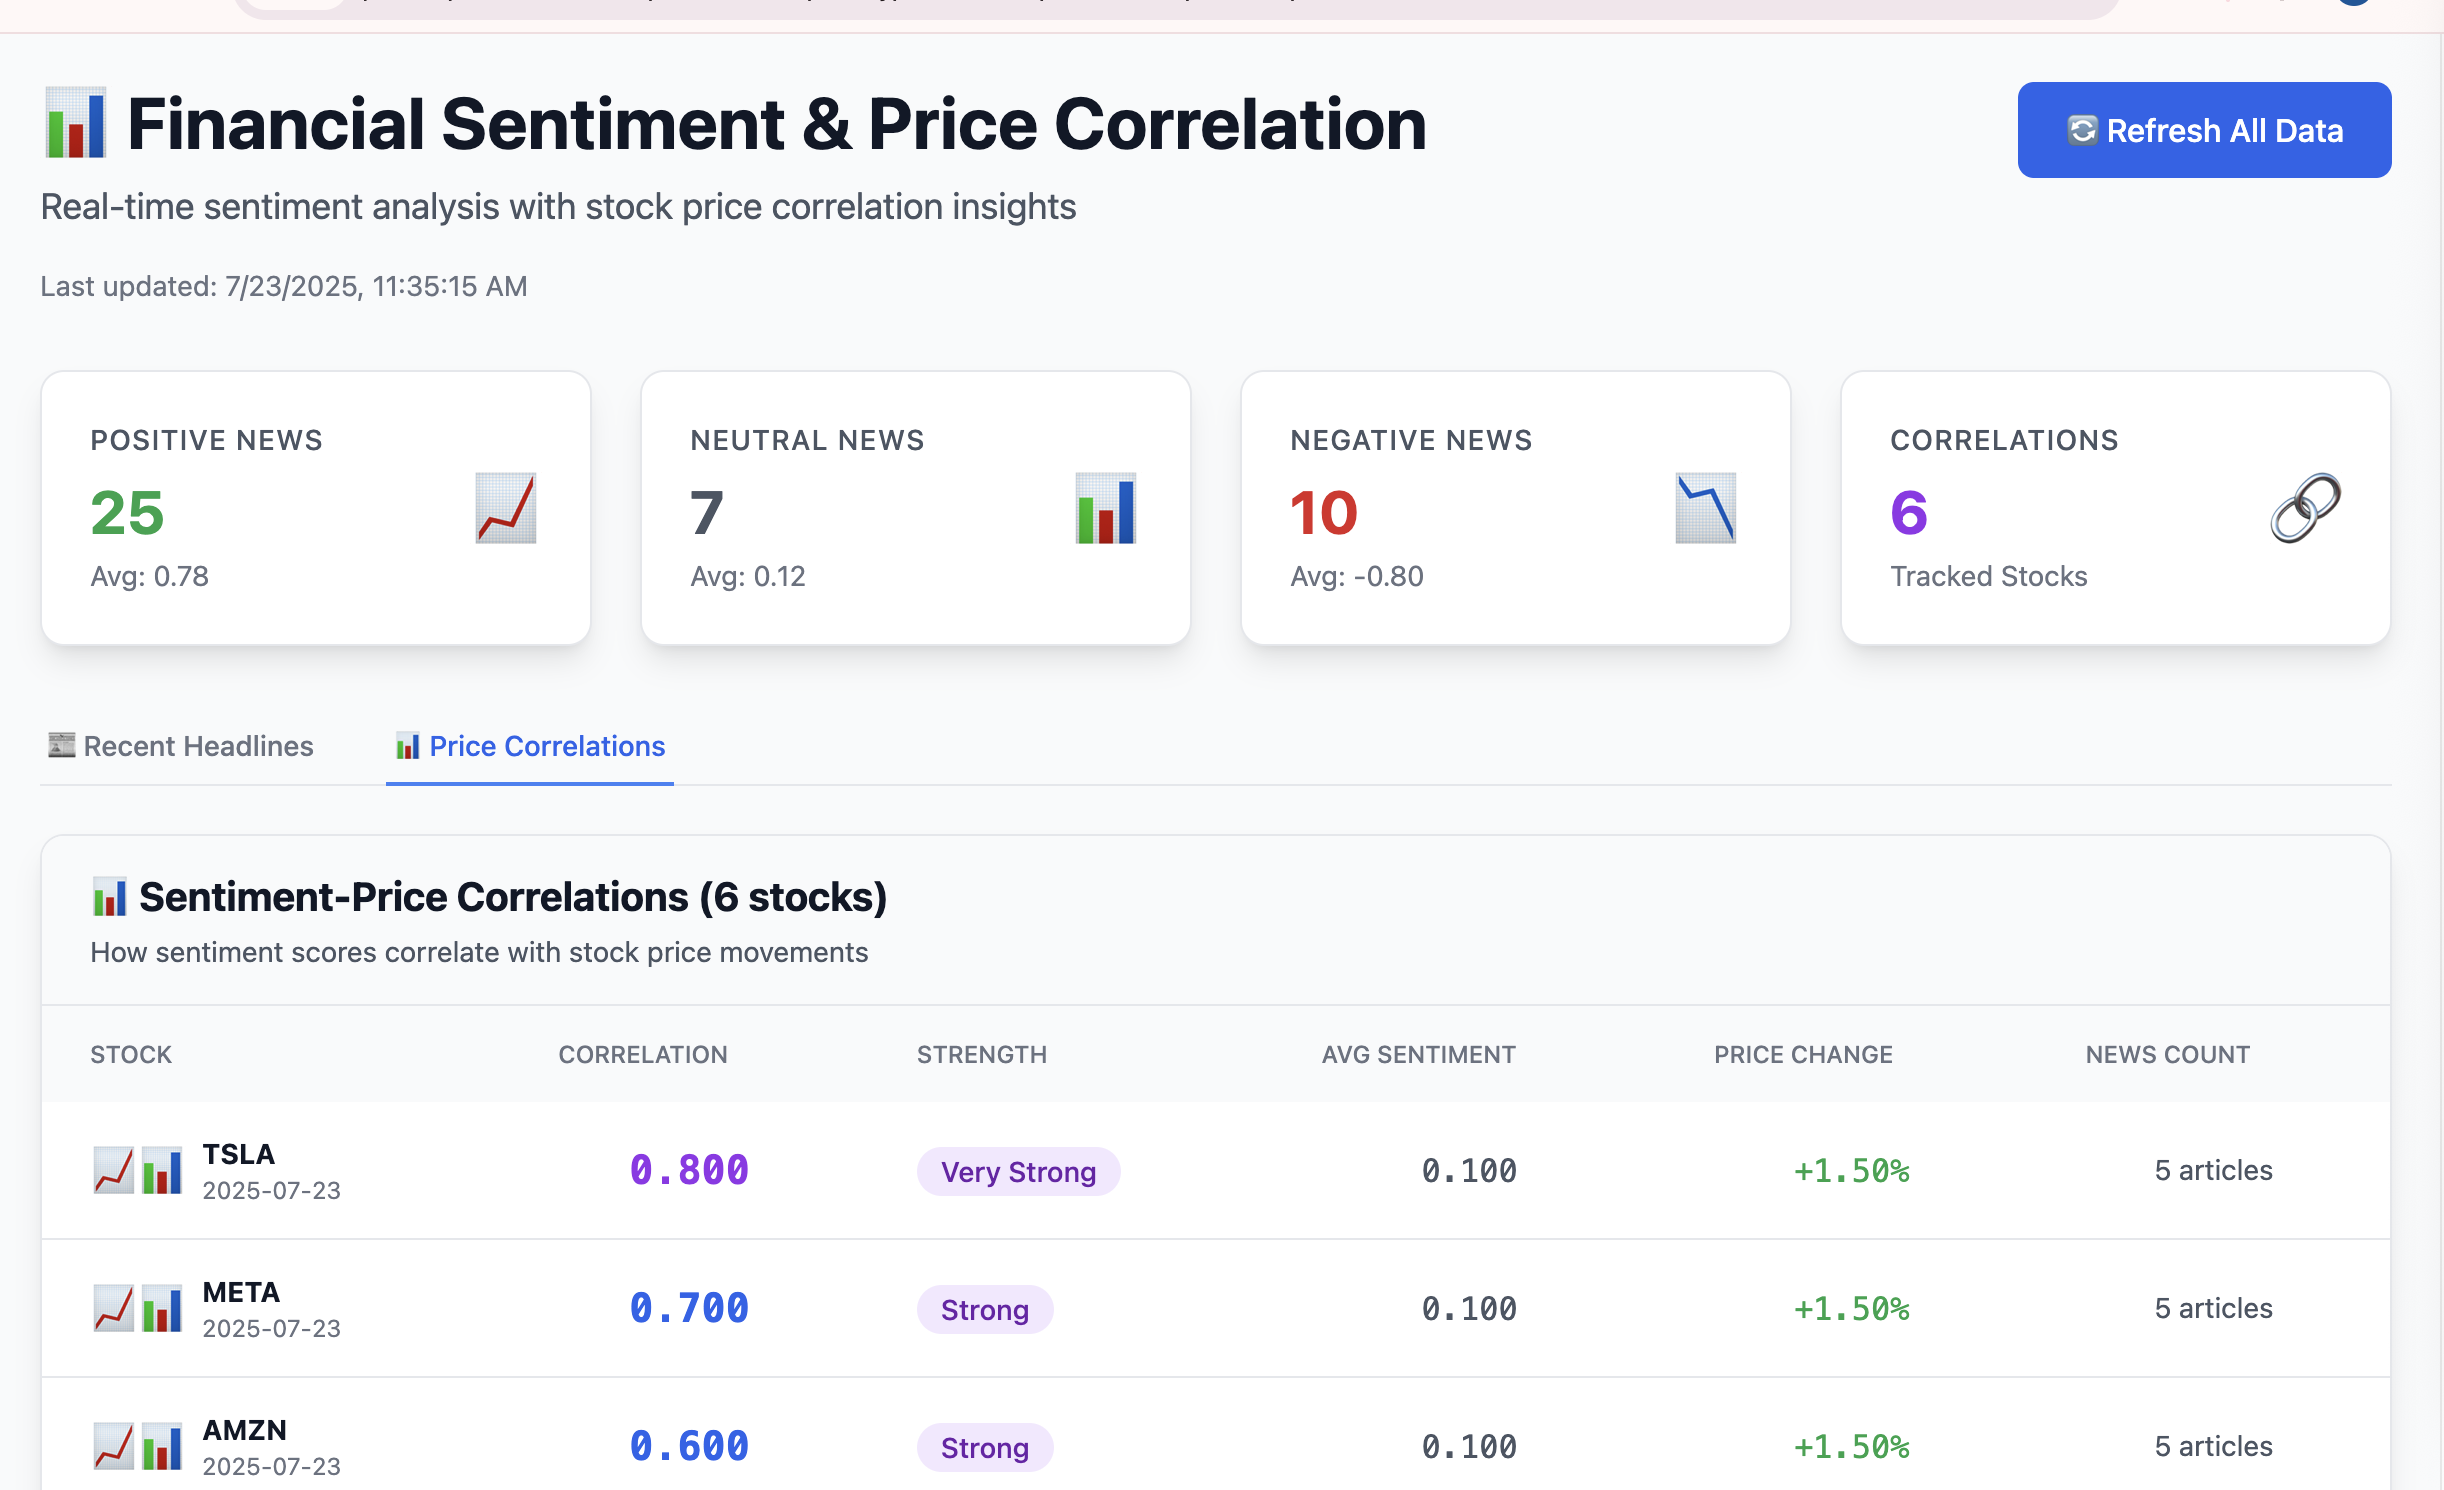 Financial Sentiment & Price Correlation
Refresh All Data
Real-time sentiment analysis with stock price correlation insights
Last updated: 7/23/2025, 11:35:15 AM
POSITIVE NEWS
25
Avg: 0.78
NEUTRAL NEWS
7
Avg: 0.12
NEGATIVE NEWS
10
Avg: -0.80
CORRELATIONS
6
Tracked Stocks
Recent Headlines
Price Correlations
Sentiment-Price Correlations (6 stocks)
How sentiment scores correlate with stock price movements
STOCK CORRELATION STRENGTH AVG SENTIMENT PRICE CHANGE NEWS COUNT
TSLA
2025-07-23
0.800 Very Strong 0.100 +1.50% 5 articles
META
2025-07-23
0.700 Strong 0.100 +1.50% 5 articles
AMZN
2025-07-23
0.600 Strong 0.100 +1.50% 5 articles